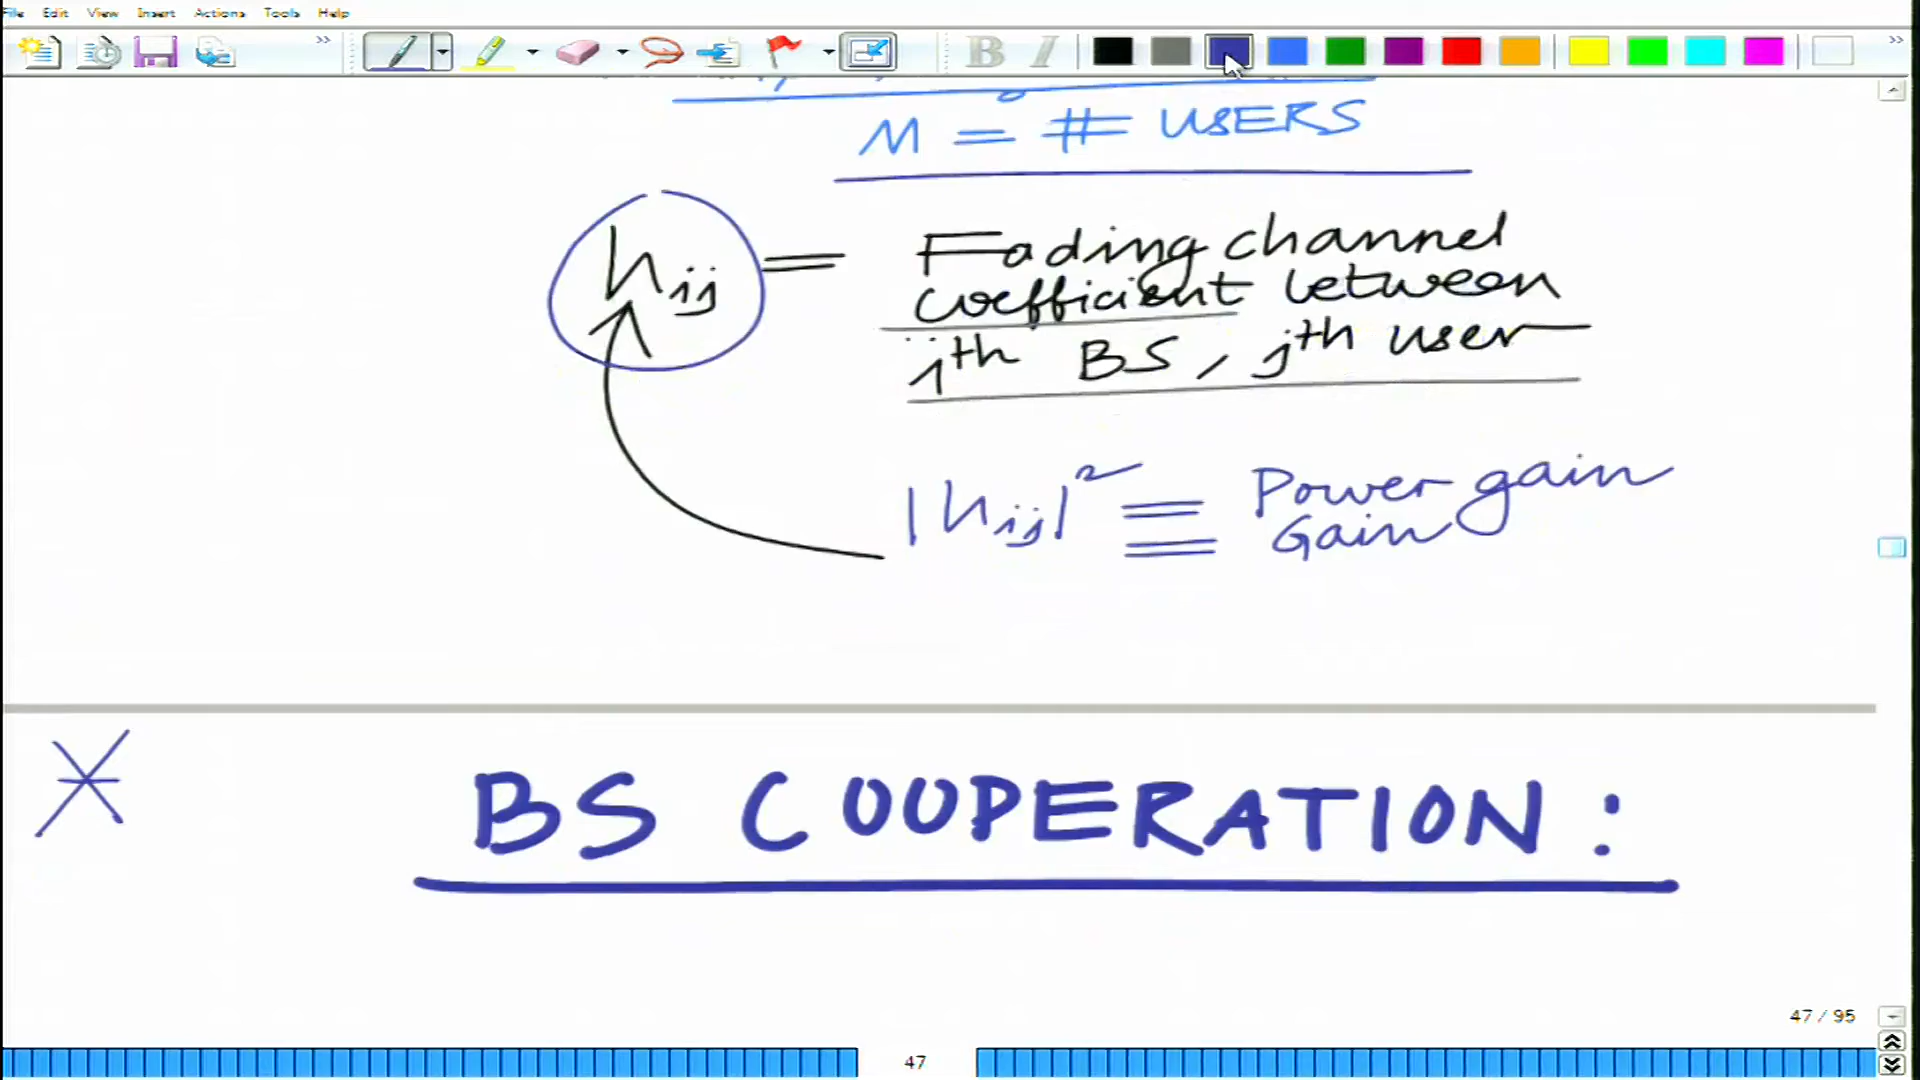 File Edit View Insert Actions Tools Help
B I
M = # USERS
hij = Fading channel
coefficient between
ith BS, jth user
|hij|² ≡ Power gain
Gain
* BS COOPERATION:
47 / 95
47